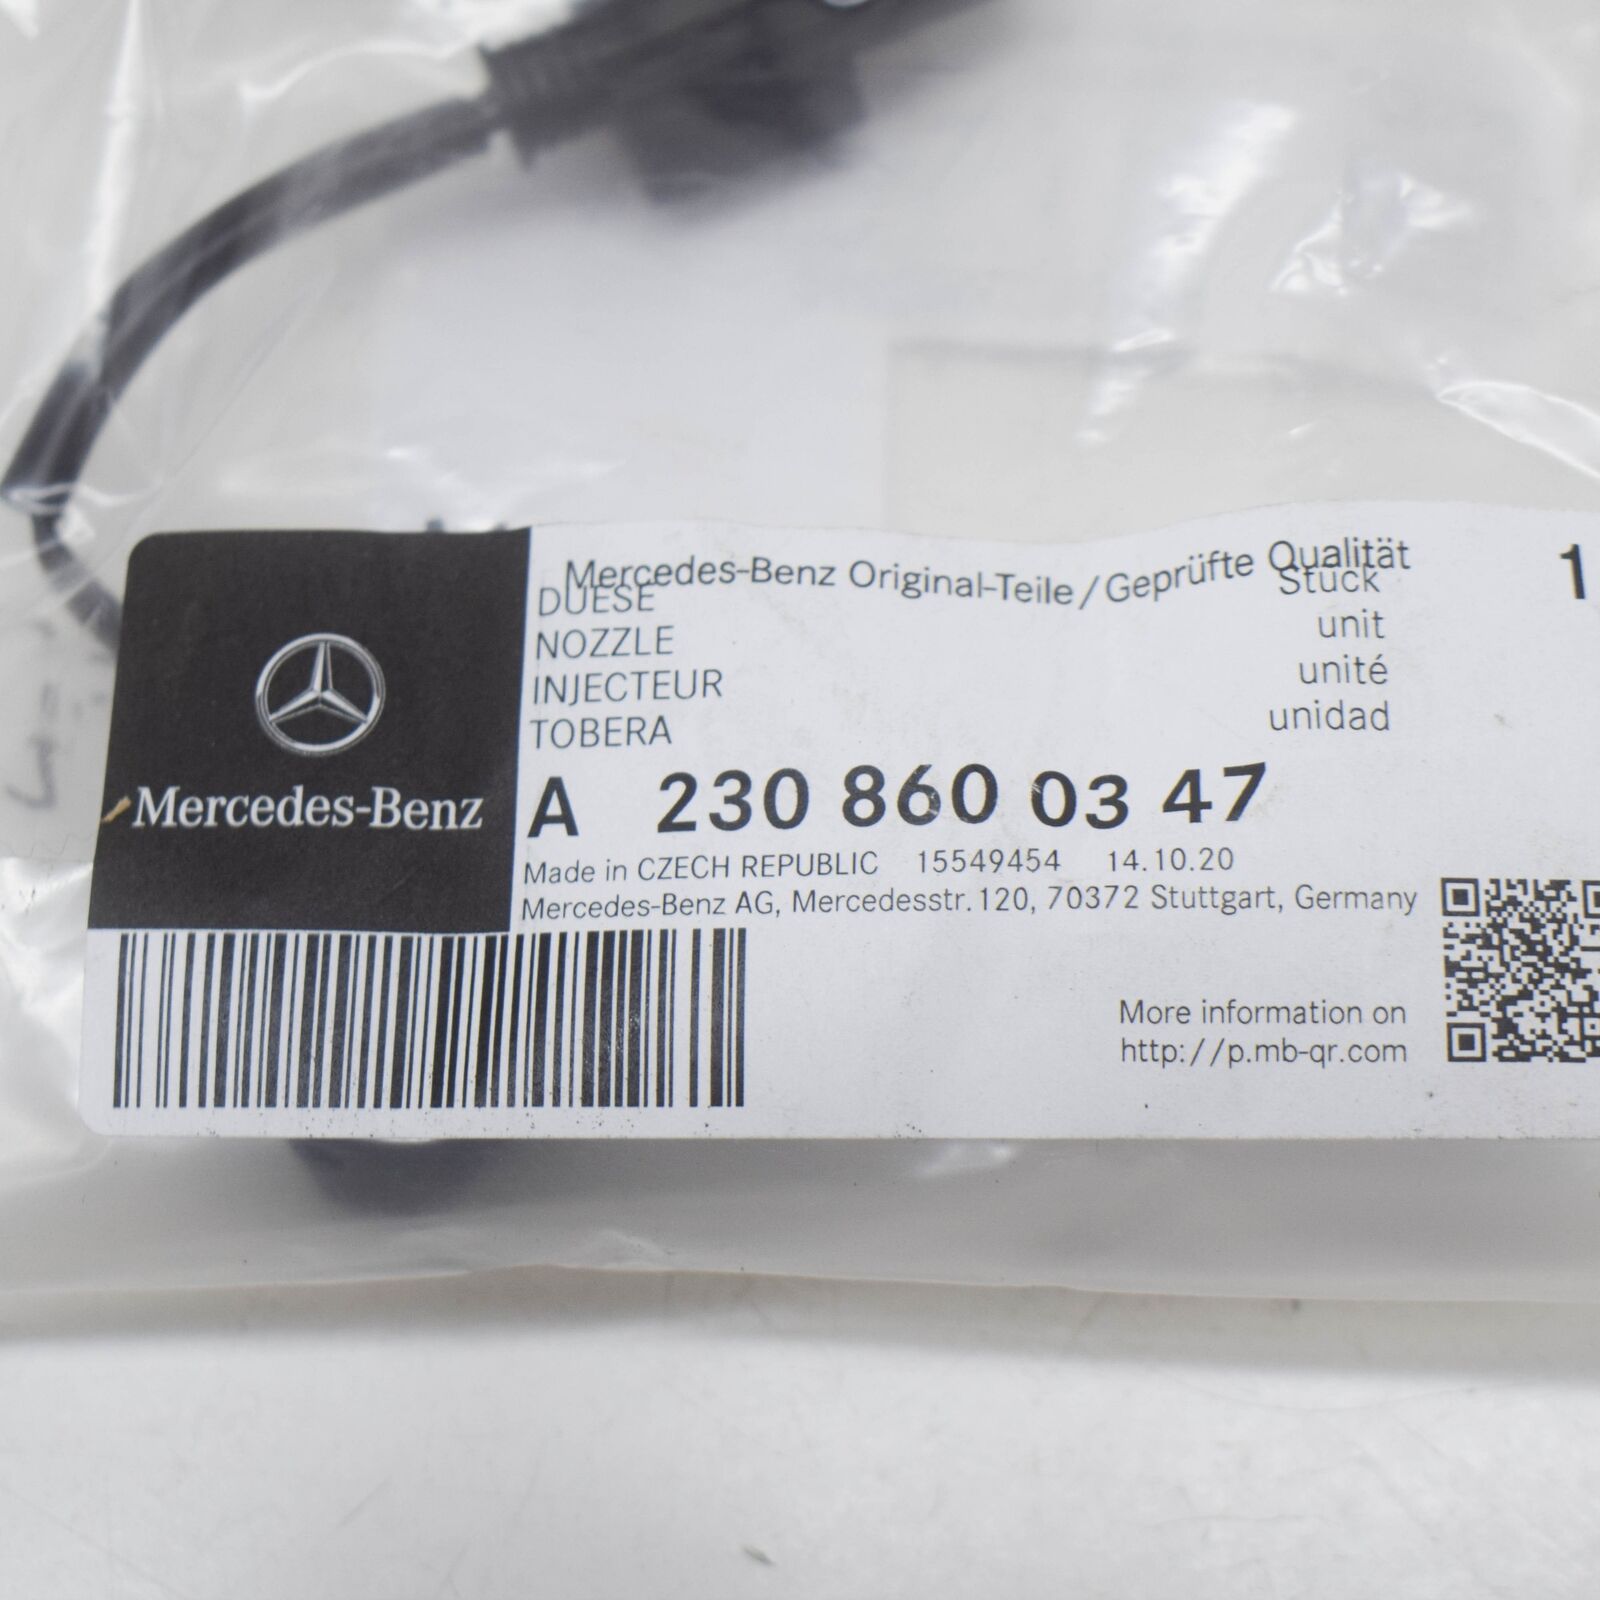 Mercedes-Benz Original-Teile/Geprüfte Qualität
DUESE Stück 1
NOZZLE unit
INJECTEUR unité
TOBERA unidad
Mercedes-Benz
A 230 860 03 47
Made in CZECH REPUBLIC 15549454 14.10.20
Mercedes-Benz AG, Mercedesstr.120, 70372 Stuttgart, Germany
More information on
http://p.mb-qr.com